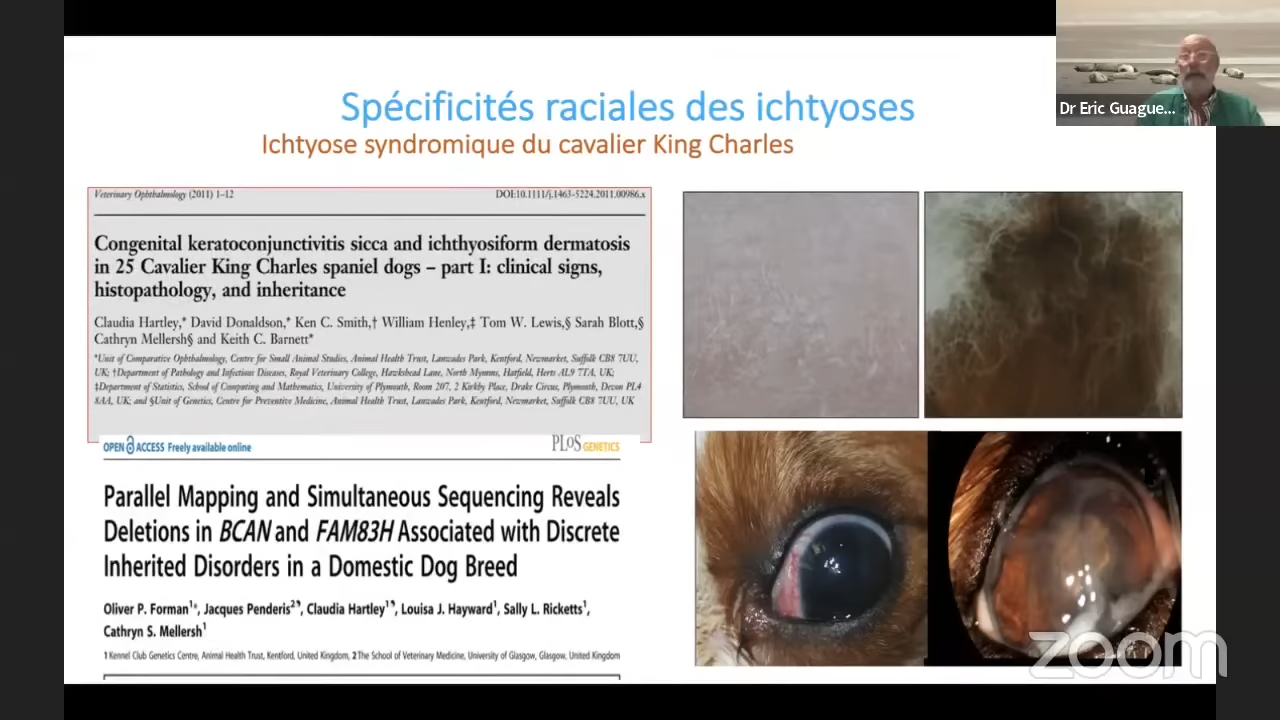 Spécificités raciales des ichtyoses
Ichtyose syndromique du cavalier King Charles
Dr Eric Guague...
Veterinary Ophthalmology (2011) 1–12
DOI:10.1111/j.1463-5224.2011.00986.x
Congenital keratoconjunctivitis sicca and ichthyosiform dermatosis
in 25 Cavalier King Charles spaniel dogs – part I: clinical signs,
histopathology, and inheritance
Claudia Hartley,* David Donaldson,* Ken C. Smith,† William Henley,‡ Tom W. Lewis,§ Sarah Blott,§
Cathryn Mellersh§ and Keith C. Barnett*
*Unit of Comparative Ophthalmology, Centre for Small Animal Studies, Animal Health Trust, Lanwades Park, Kentford, Newmarket, Suffolk CB8 7UU,
UK; †Department of Pathology and Infectious Diseases, Royal Veterinary College, Hawkshead Lane, North Mymms, Hatfield, Herts AL9 7TA, UK;
‡Department of Statistics, School of Computing and Mathematics, University of Plymouth, Room 207, 2 Kirkby Place, Drake Circus, Plymouth, Devon PL4
8AA, UK; and §Unit of Genetics, Centre for Preventive Medicine, Animal Health Trust, Lanwades Park, Kentford, Newmarket, Suffolk CB8 7UU, UK
OPEN ACCESS Freely available online
PLoS GENETICS
Parallel Mapping and Simultaneous Sequencing Reveals
Deletions in BCAN and FAM83H Associated with Discrete
Inherited Disorders in a Domestic Dog Breed
Oliver P. Forman1*, Jacques Penderis2¶, Claudia Hartley1¶, Louisa J. Hayward1, Sally L. Ricketts1,
Cathryn S. Mellersh1
1 Kennel Club Genetics Centre, Animal Health Trust, Kentford, United Kingdom, 2 The School of Veterinary Medicine, University of Glasgow, Glasgow, United Kingdom
zoom